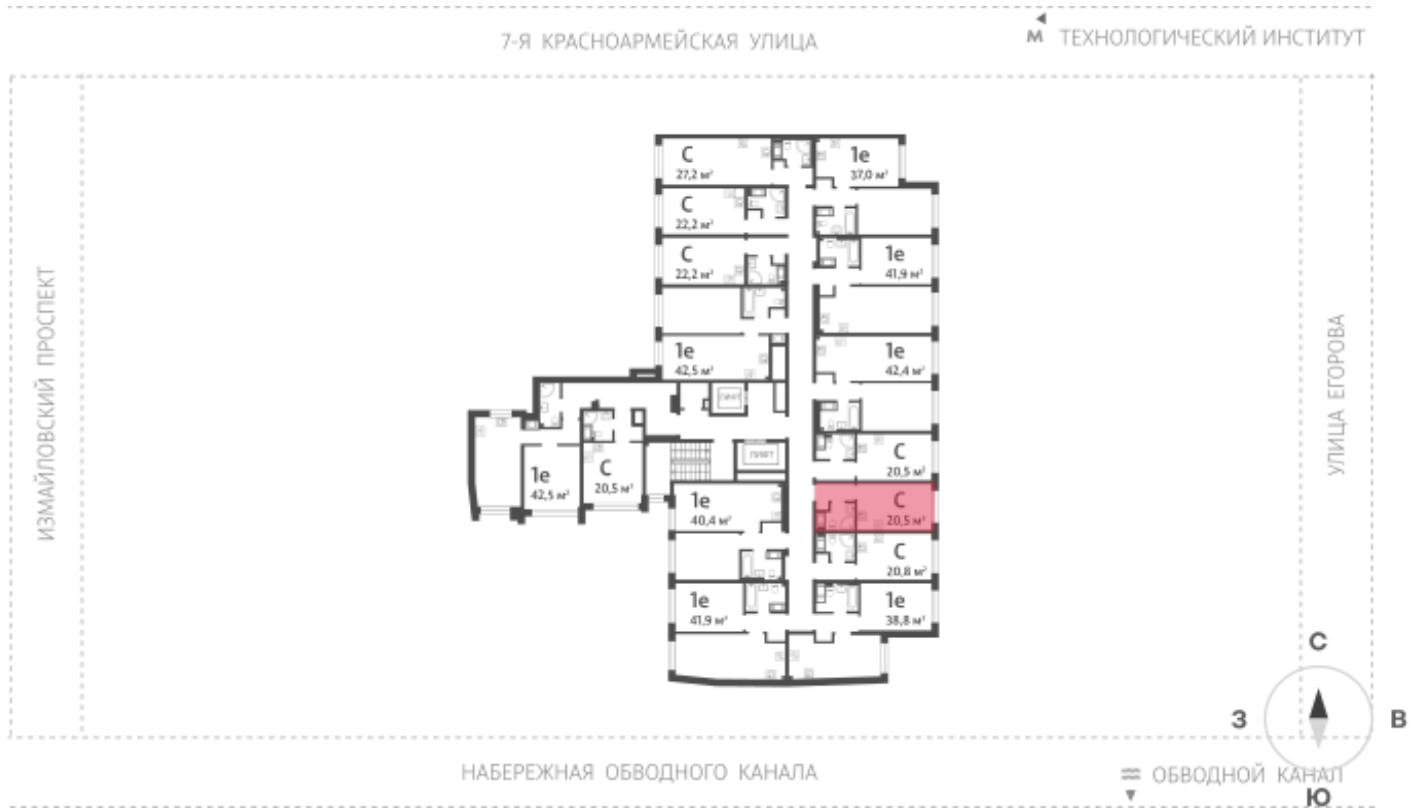 7-Я КРАСНОАРМЕЙСКАЯ УЛИЦА
М ТЕХНОЛОГИЧЕСКИЙ ИНСТИТУТ
ИЗМАЙЛОВСКИЙ ПРОСПЕКТ
УЛИЦА ЕГОРОВА
С
27,2 м²
1е
37,0 м²
С
22,2 м²
С
22,2 м²
1е
41,9 м²
1е
42,5 м²
1е
42,4 м²
ЛИФТ
ЛИФТ
С
20,5 м²
1е
42,5 м²
С
20,5 м²
1е
40,4 м²
С
20,5 м²
С
20,8 м²
1е
41,9 м²
1е
38,8 м²
С
З
В
Ю
НАБЕРЕЖНАЯ ОБВОДНОГО КАНАЛА
ОБВОДНОЙ КАНАЛ